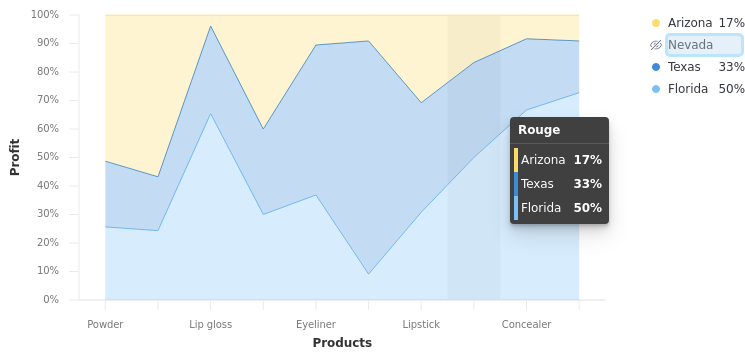 100%
90%
80%
70%
60%
50%
40%
30%
20%
10%
0%
Profit
Powder
Lip gloss
Eyeliner
Lipstick
Concealer
Products
Arizona 17%
Nevada
Texas 33%
Florida 50%
Rouge
Arizona 17%
Texas 33%
Florida 50%